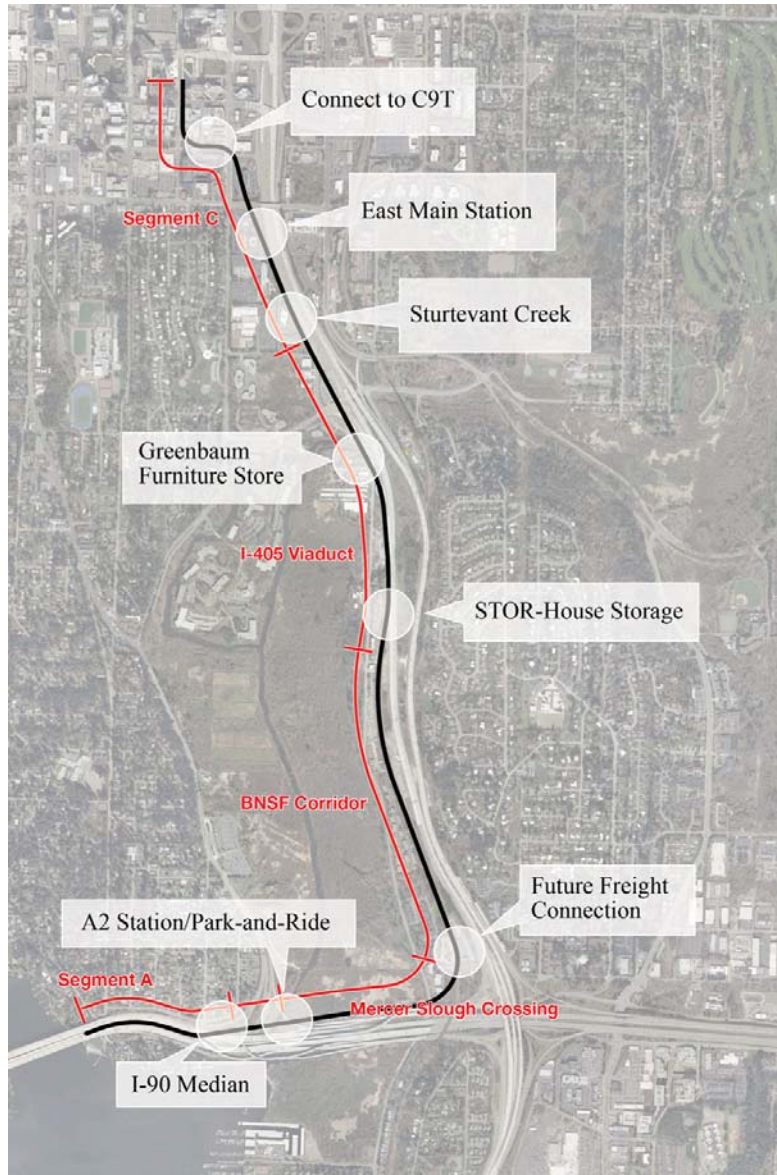 Connect to C9T
Segment C
East Main Station
Sturtevant Creek
Greenbaum
Furniture Store
I-405 Viaduct
STOR-House Storage
BNSF Corridor
Future Freight
Connection
A2 Station/Park-and-Ride
Segment A
Mercer Slough Crossing
I-90 Median